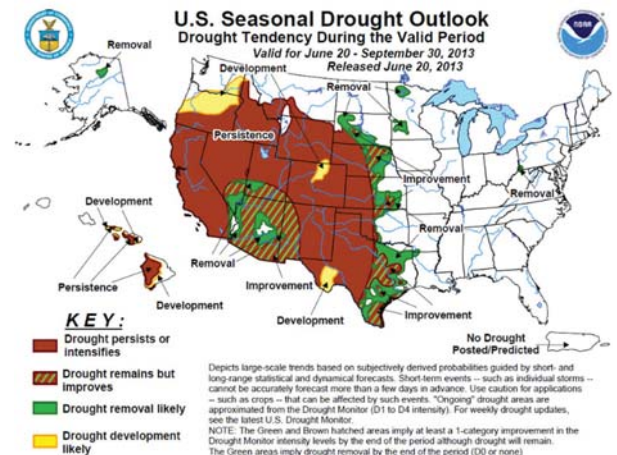 U.S. Seasonal Drought Outlook
Drought Tendency During the Valid Period
Valid for June 20 - September 30, 2013
Released June 20, 2013
NOAA
Removal
Development
Removal
Persistence
Improvement
Removal
Development
Removal
Removal
Improvement
Persistence
Development
Development
Improvement
No Drought
Posted/Predicted
KEY:
Drought persists or
intensifies
Drought remains but
improves
Drought removal likely
Drought development
likely
Depicts large-scale trends based on subjectively derived probabilities guided by short- and
long-range statistical and dynamical forecasts. Short-term events -- such as individual storms --
cannot be accurately forecast more than a few days in advance. Use caution for applications
-- such as crops -- that can be affected by such events. "Ongoing" drought areas are
approximated from the Drought Monitor (D1 to D4 intensity). For weekly drought updates,
see the latest U.S. Drought Monitor.
NOTE: The Green and Brown hatched areas imply at least a 1-category improvement in the
Drought Monitor intensity levels by the end of the period although drought will remain.
The Green areas imply drought removal by the end of the period (D0 or none)